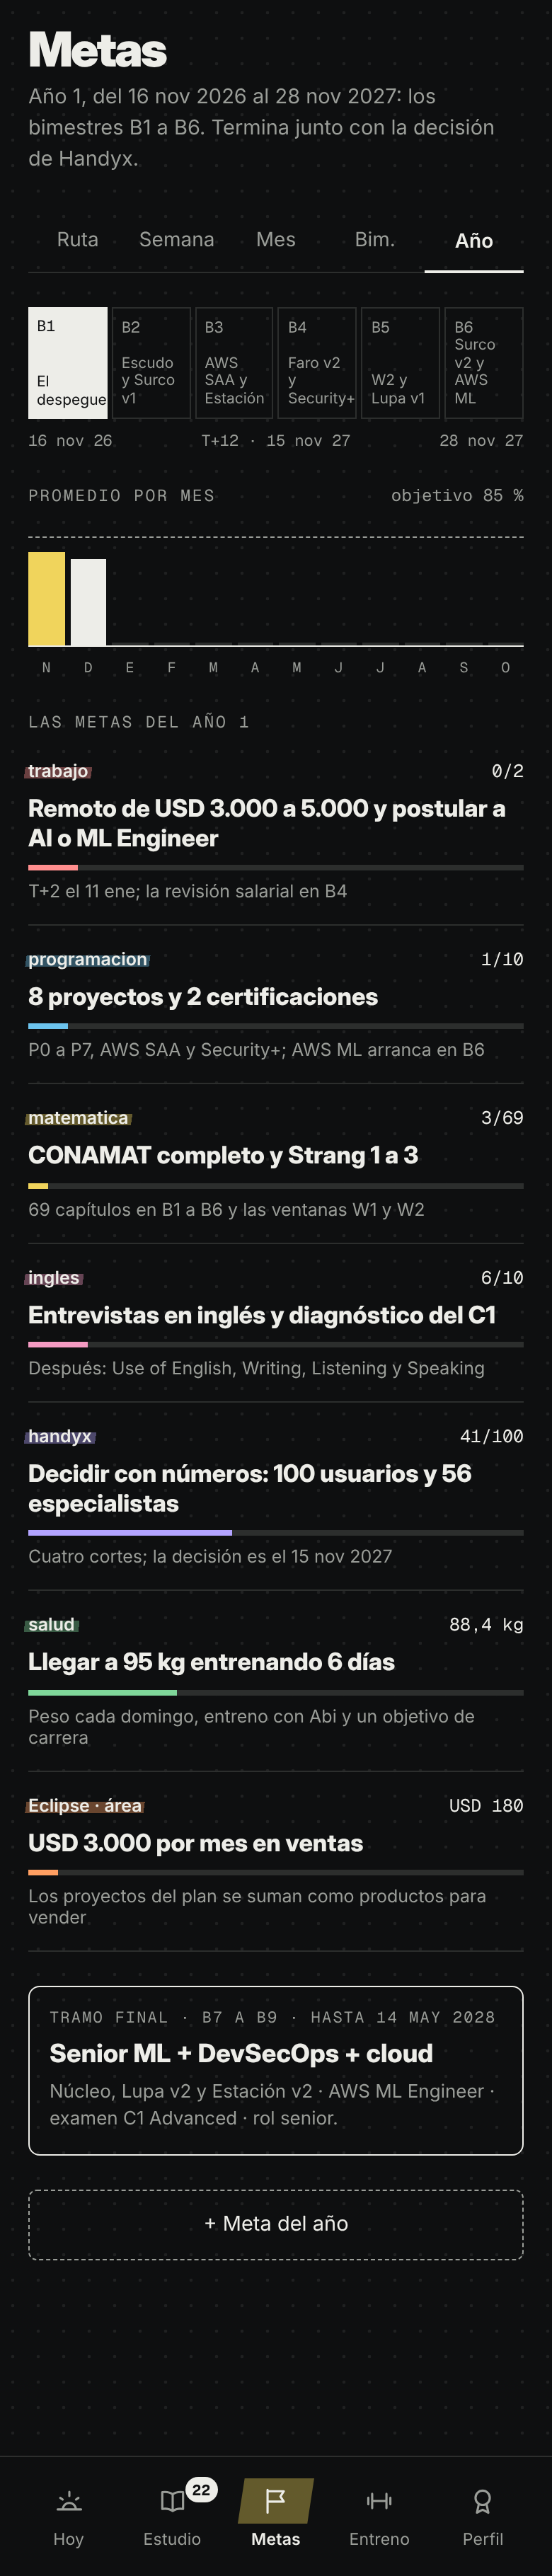 Metas
Año 1, del 16 nov 2026 al 28 nov 2027: los
bimestres B1 a B6. Termina junto con la decisión
de Handyx.
Ruta Semana Mes Bim. Año
B1
El
despegue
B2
Escudo
y Surco
v1
B3
AWS
SAA y
Estación
B4
Faro v2
y
Security+
B5
W2 y
Lupa v1
B6
Surco
v2 y
AWS
ML
16 nov 26 T+12 · 15 nov 27 28 nov 27
PROMEDIO POR MES objetivo 85 %
N D E F M A M J J A S O
LAS METAS DEL AÑO 1
trabajo 0/2
Remoto de USD 3.000 a 5.000 y postular a
AI o ML Engineer
T+2 el 11 ene; la revisión salarial en B4
programacion 1/10
8 proyectos y 2 certificaciones
P0 a P7, AWS SAA y Security+; AWS ML arranca en B6
matematica 3/69
CONAMAT completo y Strang 1 a 3
69 capítulos en B1 a B6 y las ventanas W1 y W2
ingles 6/10
Entrevistas en inglés y diagnóstico del C1
Después: Use of English, Writing, Listening y Speaking
handyx 41/100
Decidir con números: 100 usuarios y 56
especialistas
Cuatro cortes; la decisión es el 15 nov 2027
salud 88,4 kg
Llegar a 95 kg entrenando 6 días
Peso cada domingo, entreno con Abi y un objetivo de
carrera
Eclipse · área USD 180
USD 3.000 por mes en ventas
Los proyectos del plan se suman como productos para
vender
TRAMO FINAL · B7 A B9 · HASTA 14 MAY 2028
Senior ML + DevSecOps + cloud
Núcleo, Lupa v2 y Estación v2 · AWS ML Engineer ·
examen C1 Advanced · rol senior.
+ Meta del año
22
Hoy Estudio Metas Entreno Perfil